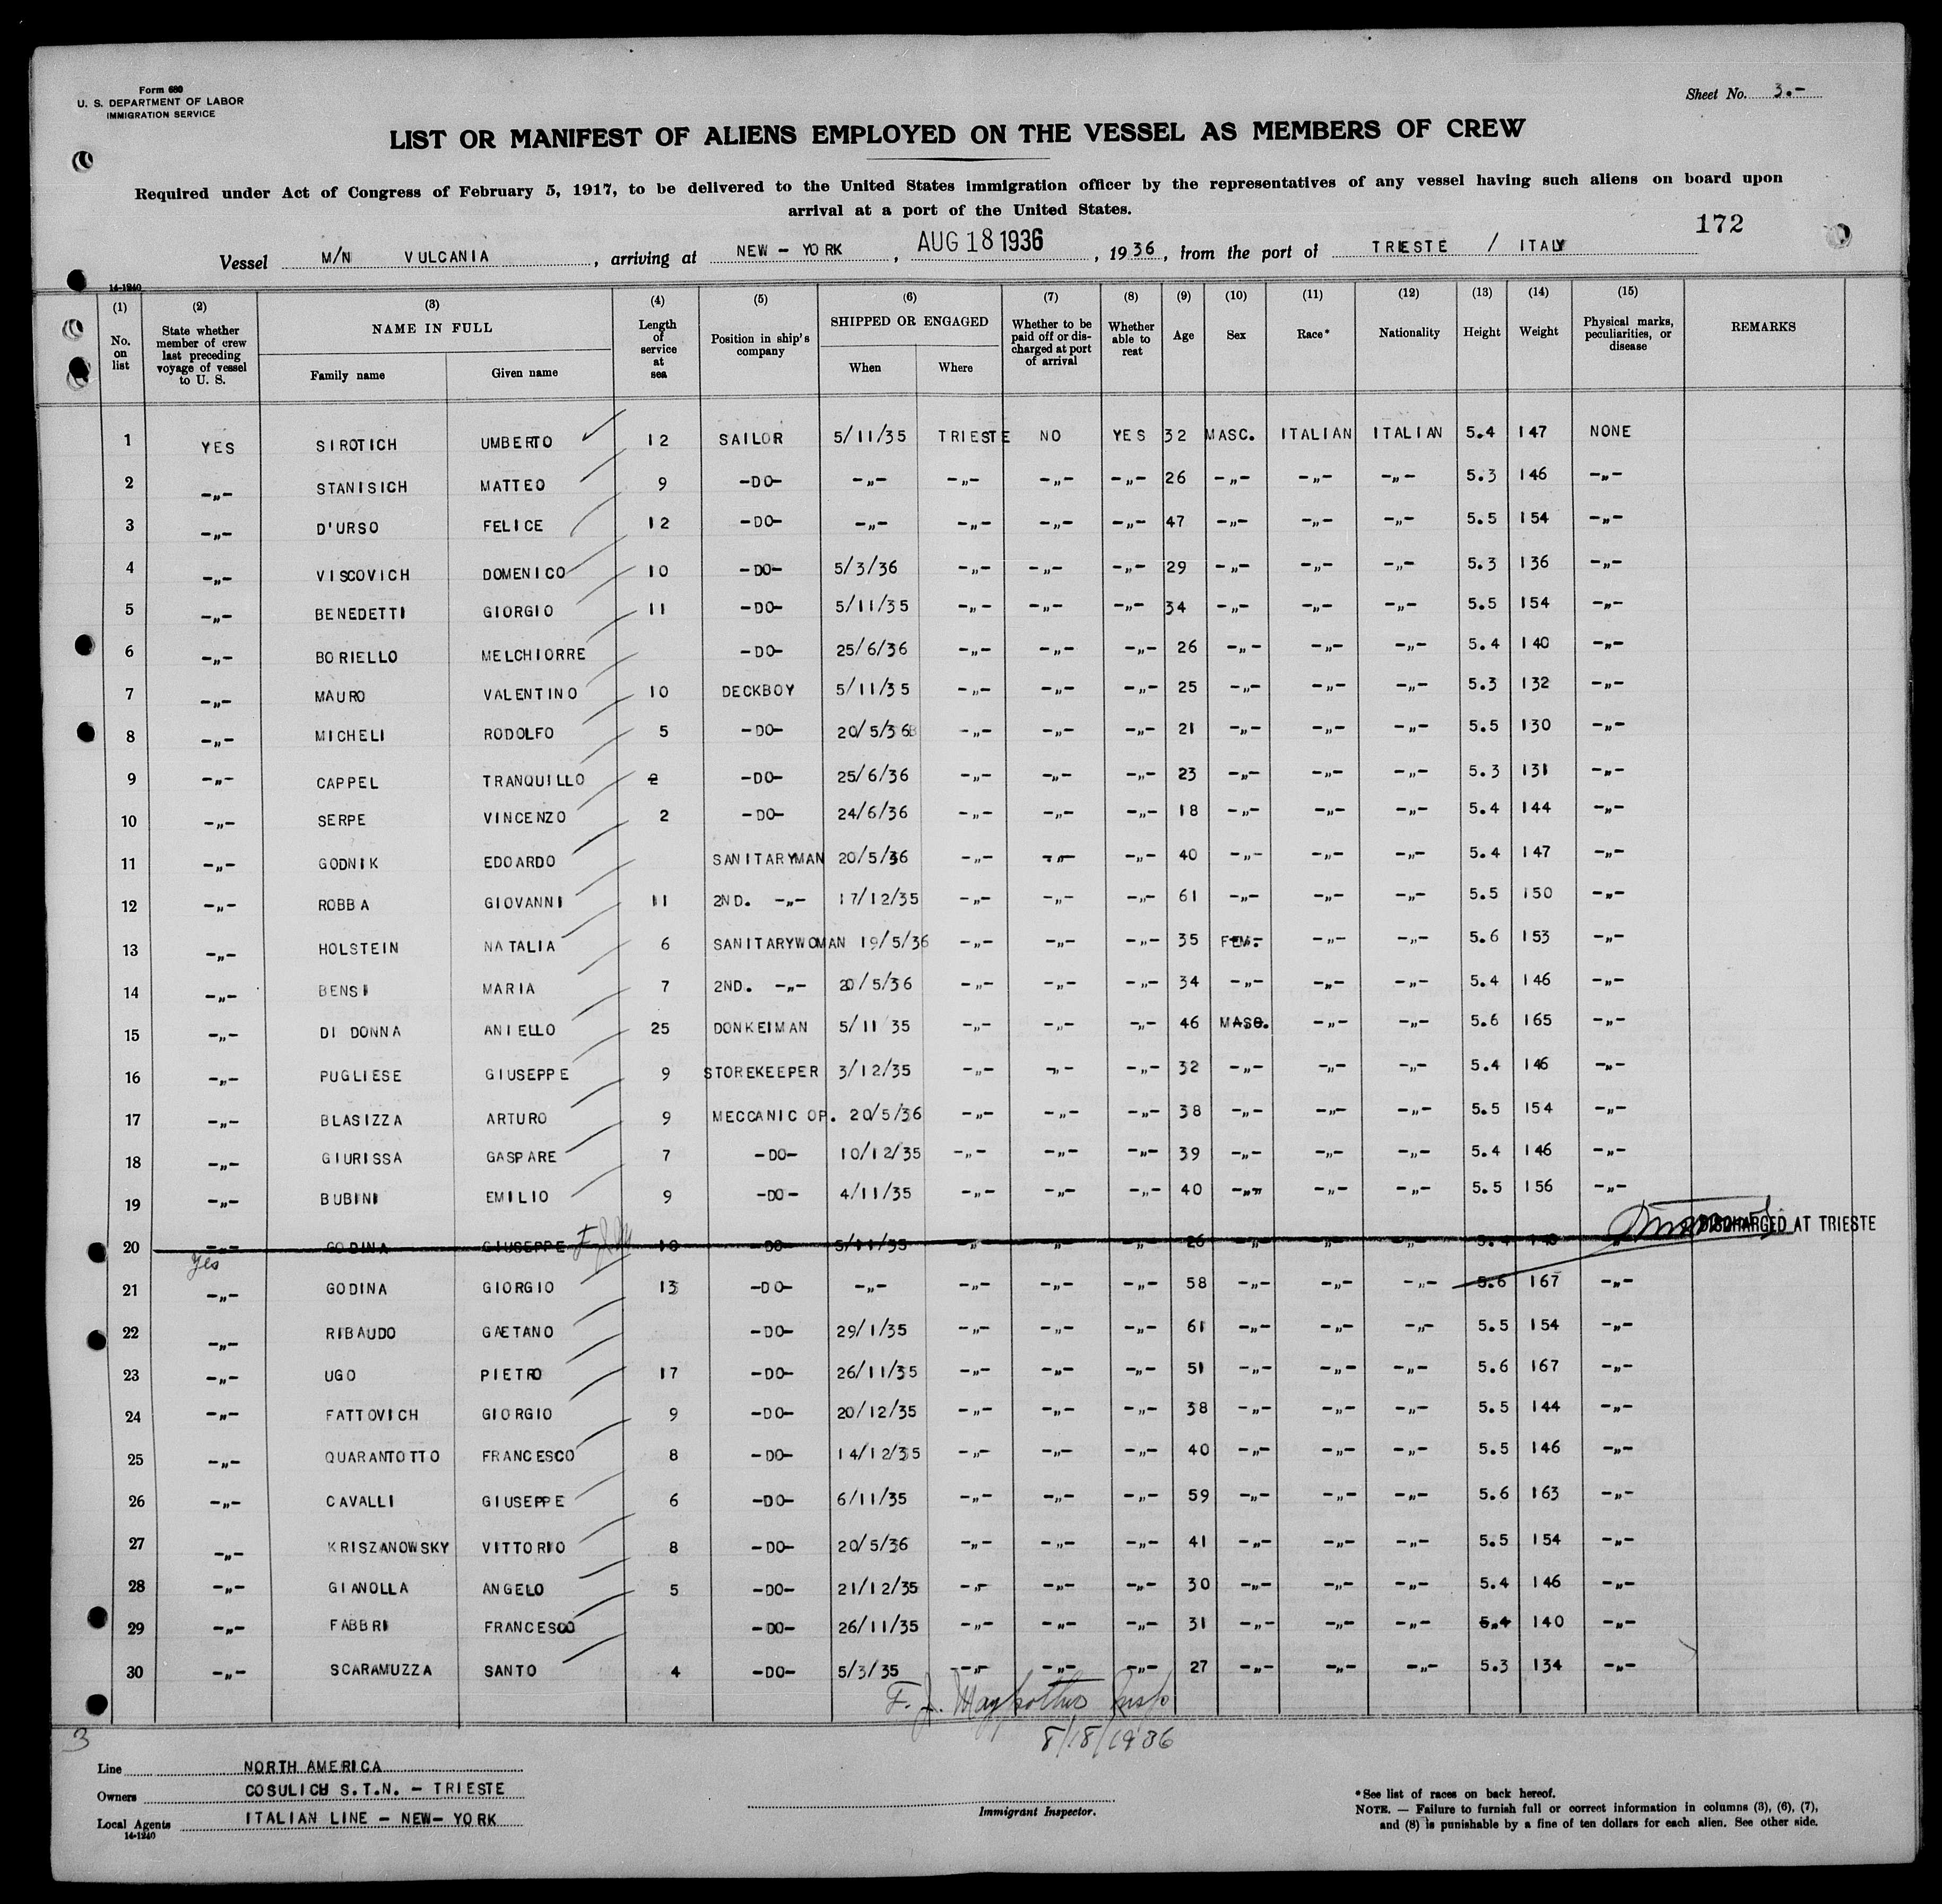 Form 680
U. S. DEPARTMENT OF LABOR
IMMIGRATION SERVICE
Sheet No. 3.-
LIST OR MANIFEST OF ALIENS EMPLOYED ON THE VESSEL AS MEMBERS OF CREW
Required under Act of Congress of February 5, 1917, to be delivered to the United States immigration officer by the representatives of any vessel having such aliens on board upon
arrival at a port of the United States.
172
Vessel M/N VULCANIA, arriving at NEW-YORK, AUG 18 1936, 1936, from the port of TRIESTE / ITALY
14-1240
(1) No. on list (2) State whether member of crew last preceding voyage of vessel to U. S. (3) NAME IN FULL Family name Given name (4) Length of service at sea (5) Position in ship's company (6) SHIPPED OR ENGAGED When Where (7) Whether to be paid off or discharged at port of arrival (8) Whether able to reat (9) Age (10) Sex (11) Race* (12) Nationality (13) Height (14) Weight (15) Physical marks, peculiarities, or disease REMARKS
1 YES SIROTICH UMBERTO 12 SAILOR 5/11/35 TRIESTE NO YES 32 MASC. ITALIAN ITALIAN 5.4 147 NONE
2 -„- STANISICH MATTEO 9 -DO- -„- -„- -„- -„- 26 -„- -„- -„- 5.3 146 -„-
3 -„- D'URSO FELICE 12 -DO- -„- -„- -„- -„- 47 -„- -„- -„- 5.5 154 -„-
4 -„- VISCOVICH DOMENICO 10 -DO- 5/3/36 -„- -„- -„- 29 -„- -„- -„- 5.3 136 -„-
5 -„- BENEDETTI GIORGIO 11 -DO- 5/11/35 -„- -„- -„- 34 -„- -„- -„- 5.5 154 -„-
6 -„- BORIELLO MELCHIORRE -DO- 25/6/36 -„- -„- -„- 26 -„- -„- -„- 5.4 140 -„-
7 -„- MAURO VALENTINO 10 DECKBOY 5/11/35 -„- -„- -„- 25 -„- -„- -„- 5.3 132 -„-
8 -„- MICHELI RODOLFO 5 -DO- 20/5/36 -„- -„- -„- 21 -„- -„- -„- 5.5 130 -„-
9 -„- CAPPEL TRANQUILLO 2 -DO- 25/6/36 -„- -„- -„- 23 -„- -„- -„- 5.3 131 -„-
10 -„- SERPE VINCENZO 2 -DO- 24/6/36 -„- -„- -„- 18 -„- -„- -„- 5.4 144 -„-
11 -„- GODNIK EDOARDO SANITARYMAN 20/5/36 -„- -„- -„- 40 -„- -„- -„- 5.4 147 -„-
12 -„- ROBBA GIOVANNI 11 2ND. -„- 17/12/35 -„- -„- -„- 61 -„- -„- -„- 5.5 150 -„-
13 -„- HOLSTEIN NATALIA 6 SANITARYWOMAN 19/5/36 -„- -„- -„- 35 FEM. -„- -„- 5.6 153 -„-
14 -„- BENSI MARIA 7 2ND. -„- 20/5/36 -„- -„- -„- 34 -„- -„- -„- 5.4 146 -„-
15 -„- DI DONNA ANIELLO 25 DONKEIMAN 5/11 35 -„- -„- -„- 46 MASC. -„- -„- 5.6 165 -„-
16 -„- PUGLIESE GIUSEPPE 9 STOREKEEPER 3/12/35 -„- -„- -„- 32 -„- -„- -„- 5.4 146 -„-
17 -„- BLASIZZA ARTURO 9 MECCANIC OP. 20/5/36 -„- -„- -„- 38 -„- -„- -„- 5.5 154 -„-
18 -„- GIURISSA GASPARE 7 -DO- 10/12/35 -„- -„- -„- 39 -„- -„- -„- 5.4 146 -„-
19 -„- BUBINI EMILIO 9 -DO- 4/11/35 -„- -„- -„- 40 -„- -„- -„- 5.5 156 -„-
20 -„- GODINA GIUSEPPE 10 -DO- 5/11/35 -„- -„- -„- 26 -„- -„- -„- -„- DISCHARGED AT TRIESTE
Yes
21 -„- GODINA GIORGIO 13 -DO- -„- -„- -„- -„- 58 -„- -„- -„- 5.6 167 -„-
22 -„- RIBAUDO GAETANO -DO- 29/1/35 -„- -„- -„- 61 -„- -„- -„- 5.5 154 -„-
23 -„- UGO PIETRO 17 -DO- 26/11/35 -„- -„- -„- 51 -„- -„- -„- 5.6 167 -„-
24 -„- FATTOVICH GIORGIO 9 -DO- 20/12/35 -„- -„- -„- 38 -„- -„- -„- 5.5 144 -„-
25 -„- QUARANTOTTO FRANCESCO 8 -DO- 14/12/35 -„- -„- -„- 40 -„- -„- -„- 5.5 146 -„-
26 -„- CAVALLI GIUSEPPE 6 -DO- 6/11/35 -„- -„- -„- 59 -„- -„- -„- 5.6 163 -„-
27 -„- KRISZANOWSKY VITTORIO 8 -DO- 20/5/36 -„- -„- -„- 41 -„- -„- -„- 5.5 154 -„-
28 -„- GIANOLLA ANGELO 5 -DO- 21/12/35 -„- -„- -„- 30 -„- -„- -„- 5.4 146 -„-
29 -„- FABBRI FRANCESCO -DO- 26/11/35 -„- -„- -„- 31 -„- -„- -„- 5.4 140 -„-
30 -„- SCARAMUZZA SANTO 4 -DO- 5/3/35 -„- -„- -„- 27 -„- -„- -„- 5.3 134 -„-
F. J. Insp
8/18/1936
3
Line NORTH AMERICA
Owners COSULICH S.T.N. - TRIESTE
Local Agents ITALIAN LINE - NEW-YORK
14-1240
Immigrant Inspector.
*See list of races on back hereof.
NOTE. — Failure to furnish full or correct information in columns (3), (6), (7),
and (8) is punishable by a fine of ten dollars for each alien. See other side.